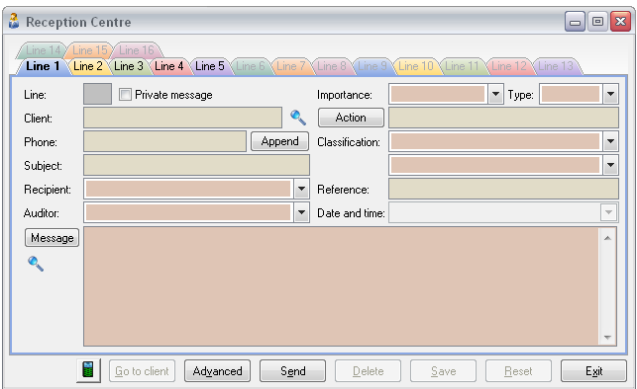 Reception Centre
Line 14 Line 15 Line 16
Line 1 Line 2 Line 3 Line 4 Line 5 Line 6 Line 7 Line 8 Line 9 Line 10 Line 11 Line 12 Line 13
Line: Private message Importance: Type:
Client: Action
Phone: Append Classification:
Subject:
Recipient: Reference:
Auditor: Date and time:
Message
Go to client Advanced Send Delete Save Reset Exit